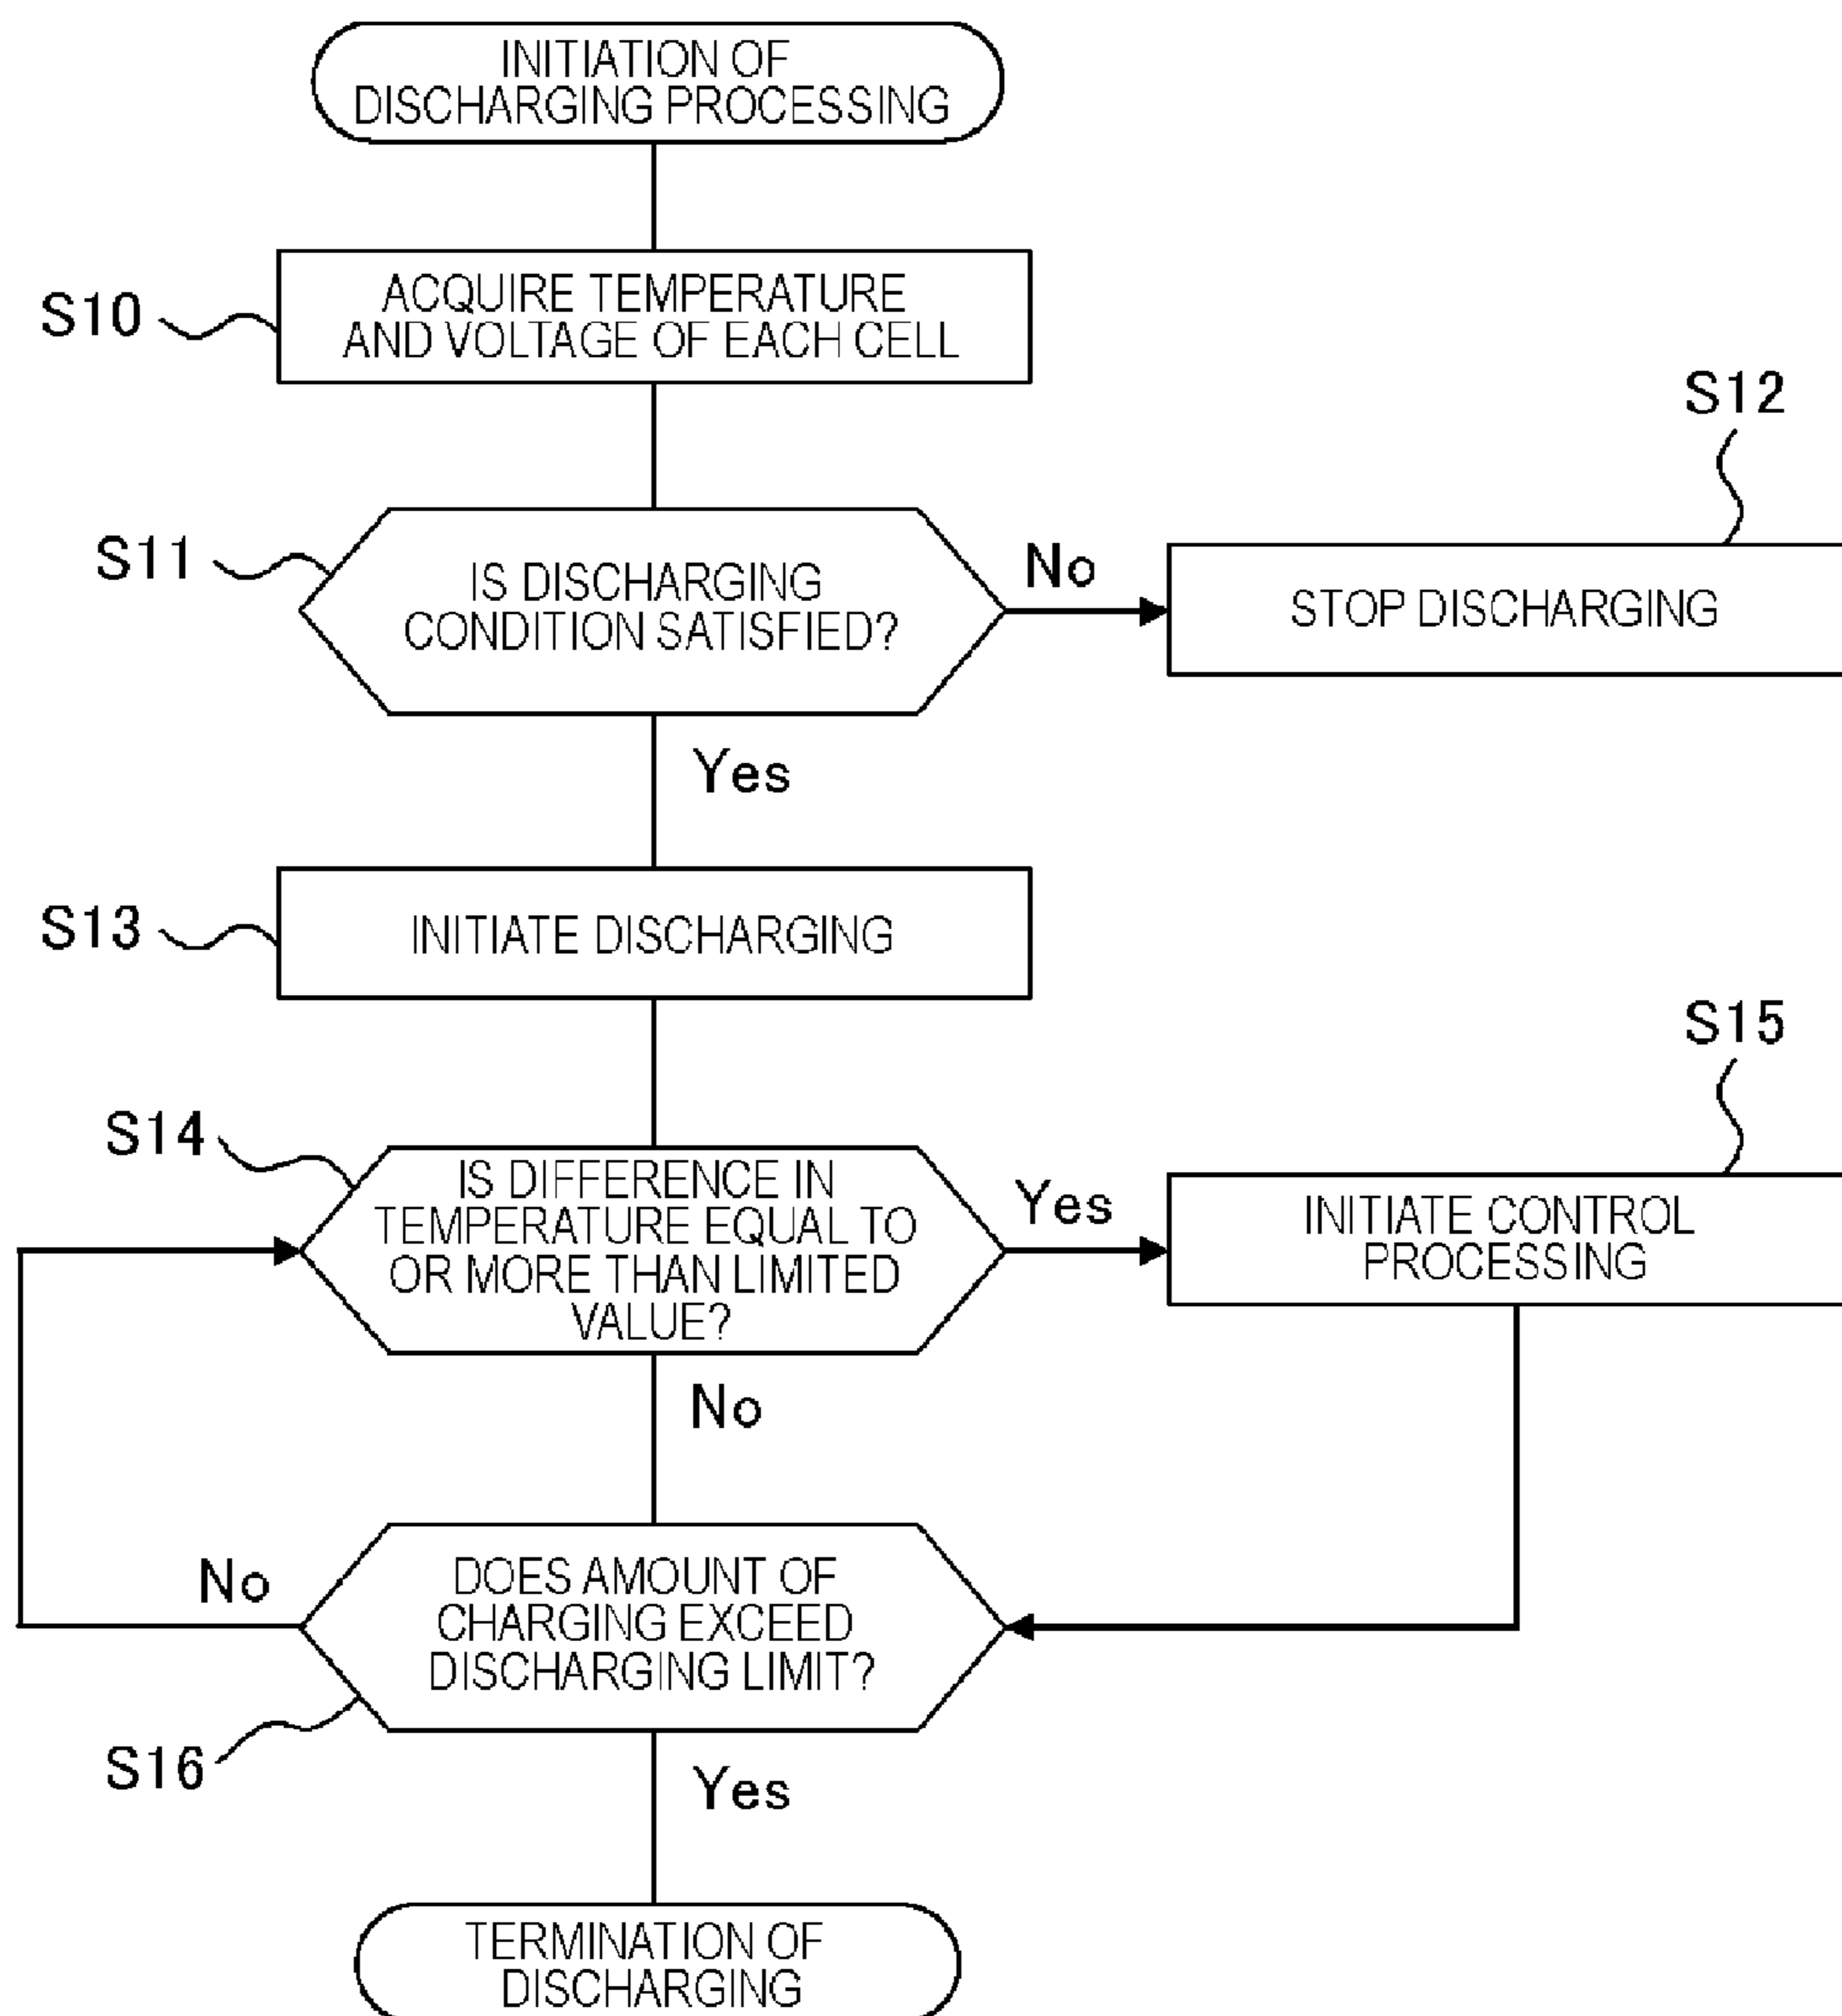 INITIATION OF
DISCHARGING PROCESSING
S10
ACQUIRE TEMPERATURE
AND VOLTAGE OF EACH CELL
S12
S11
IS DISCHARGING
CONDITION SATISFIED?
No
STOP DISCHARGING
Yes
S13
INITIATE DISCHARGING
S15
S14
IS DIFFERENCE IN
TEMPERATURE EQUAL TO
OR MORE THAN LIMITED
VALUE?
Yes
INITIATE CONTROL
PROCESSING
No
No
DOES AMOUNT OF
CHARGING EXCEED
DISCHARGING LIMIT?
S16
Yes
TERMINATION OF
DISCHARGING